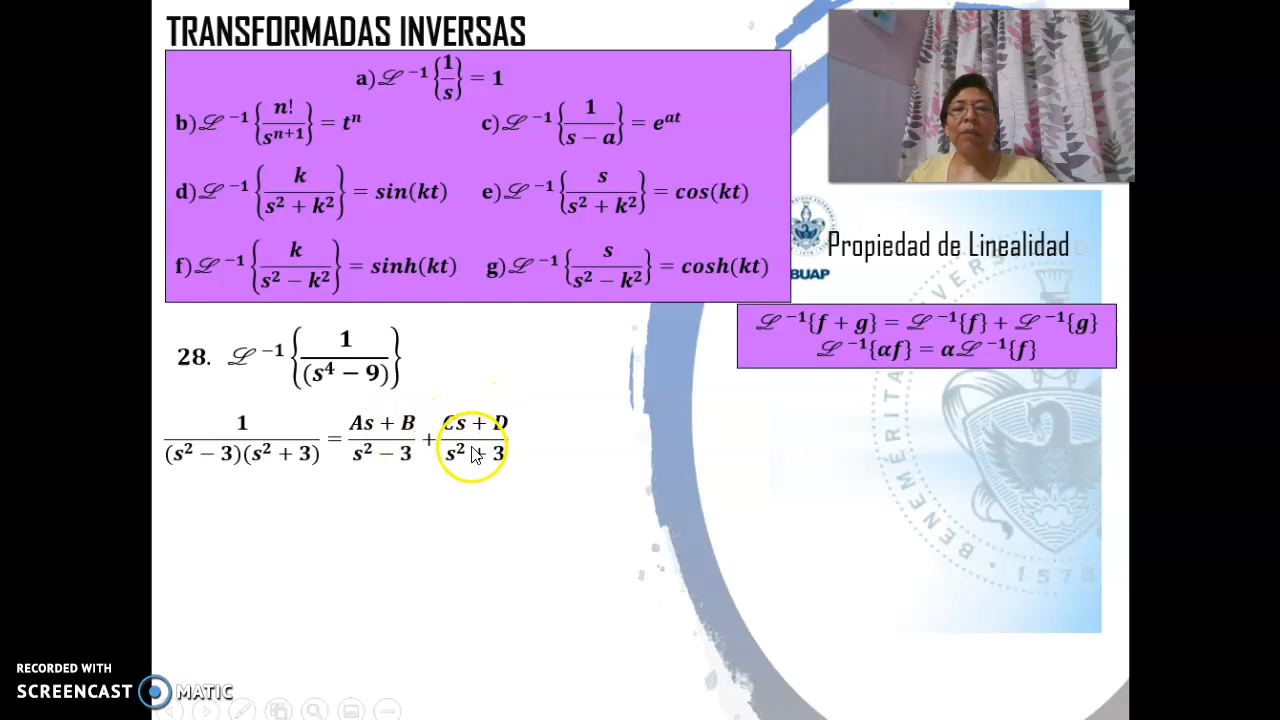 TRANSFORMADAS INVERSAS
a) ℒ⁻¹{1/s} = 1
b) ℒ⁻¹{n!/sⁿ⁺¹} = tⁿ
c) ℒ⁻¹{1/(s − a)} = eᵃᵗ
d) ℒ⁻¹{k/(s² + k²)} = sin(kt)
e) ℒ⁻¹{s/(s² + k²)} = cos(kt)
f) ℒ⁻¹{k/(s² − k²)} = sinh(kt)
g) ℒ⁻¹{s/(s² − k²)} = cosh(kt)
BUAP
Propiedad de Linealidad
ℒ⁻¹{f + g} = ℒ⁻¹{f} + ℒ⁻¹{g}
ℒ⁻¹{αf} = αℒ⁻¹{f}
28. ℒ⁻¹{1/(s⁴ − 9)}
1/((s² − 3)(s² + 3)) = (As + B)/(s² − 3) + (Cs + D)/(s² + 3)
RECORDED WITH
SCREENCAST MATIC